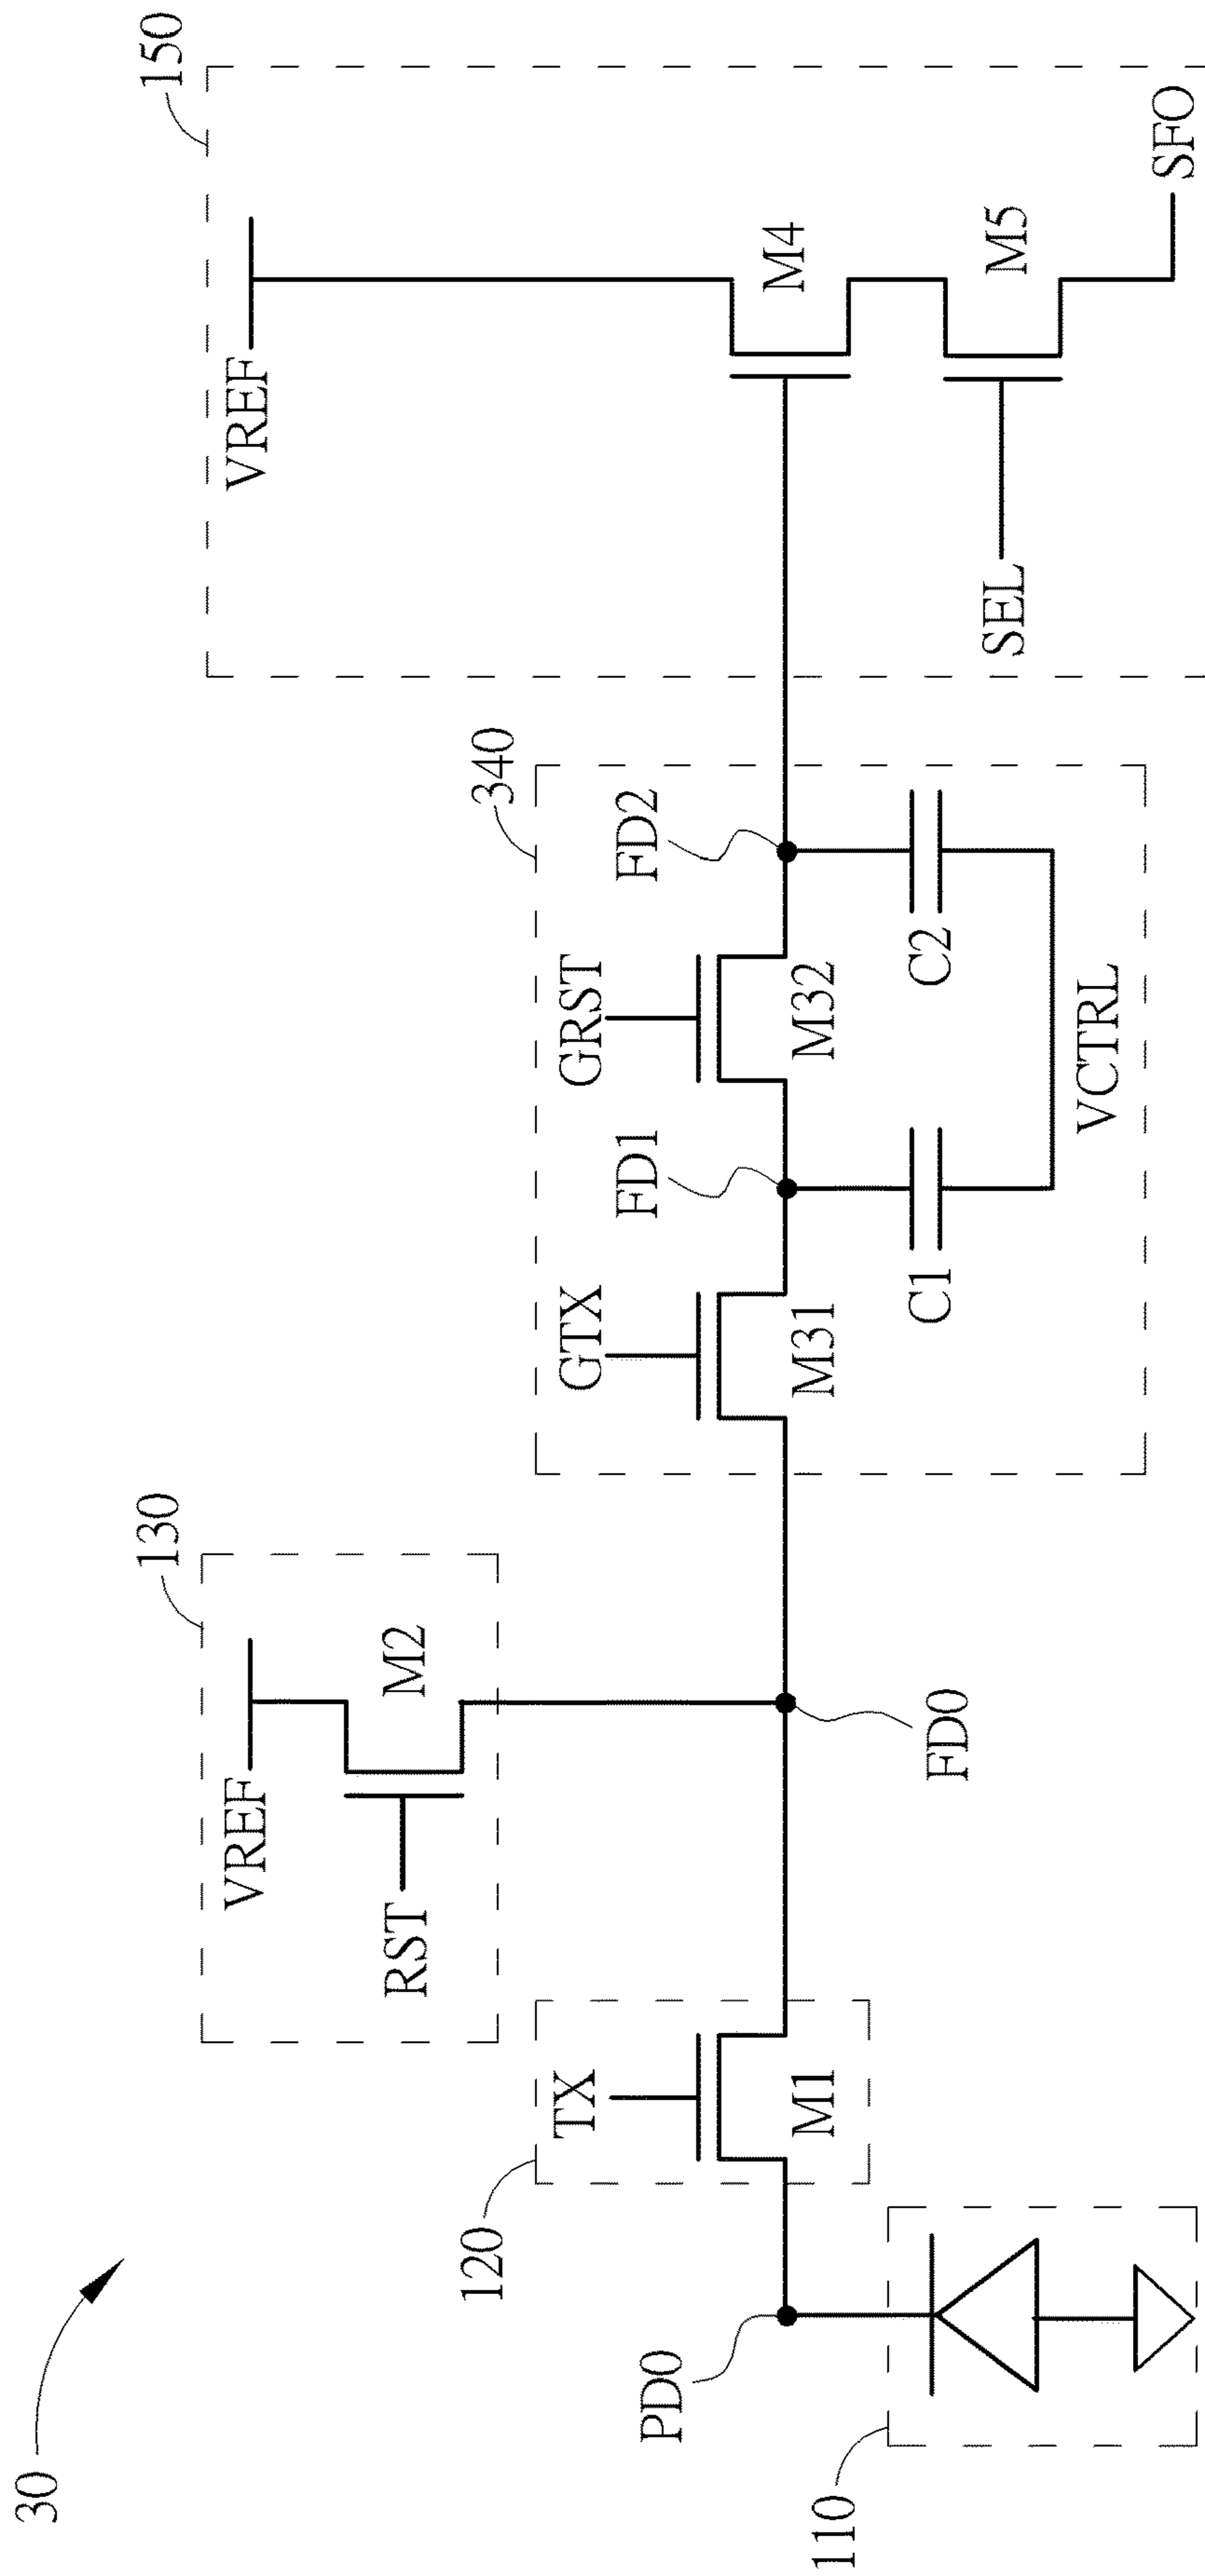 30
150
130
340
120
110
VREF
VREF
RST
M2
TX
M1
GTX
M31
GRST
M32
FD1
FD2
PD0
FD0
C1
C2
VCTRL
M4
M5
SEL
SFO